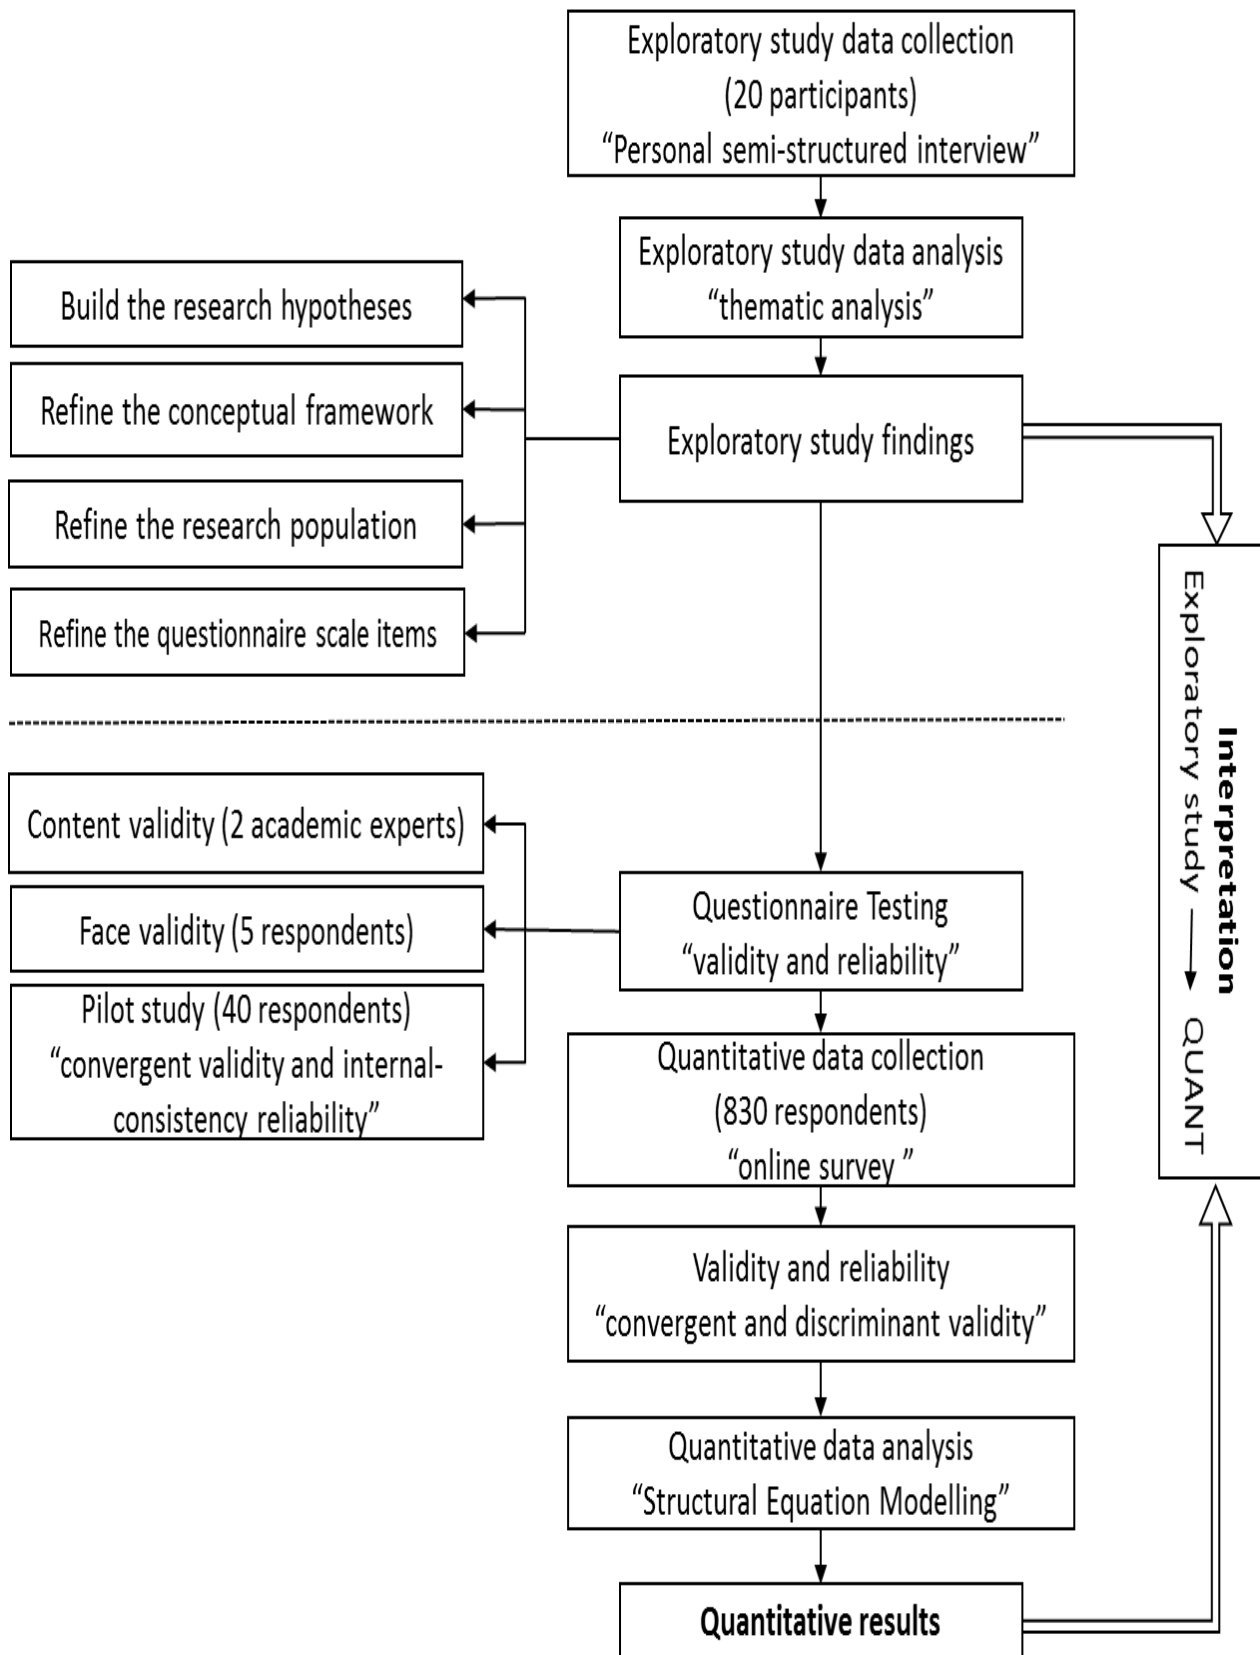 Exploratory study data collection
(20 participants)
“Personal semi-structured interview”
Exploratory study data analysis
“thematic analysis”
Exploratory study findings
Build the research hypotheses
Refine the conceptual framework
Refine the research population
Refine the questionnaire scale items
Interpretation
Exploratory study
QUANT
Content validity (2 academic experts)
Face validity (5 respondents)
Pilot study (40 respondents)
“convergent validity and internal-
consistency reliability”
Questionnaire Testing
“validity and reliability”
Quantitative data collection
(830 respondents)
“online survey ”
Validity and reliability
“convergent and discriminant validity”
Quantitative data analysis
“Structural Equation Modelling”
Quantitative results